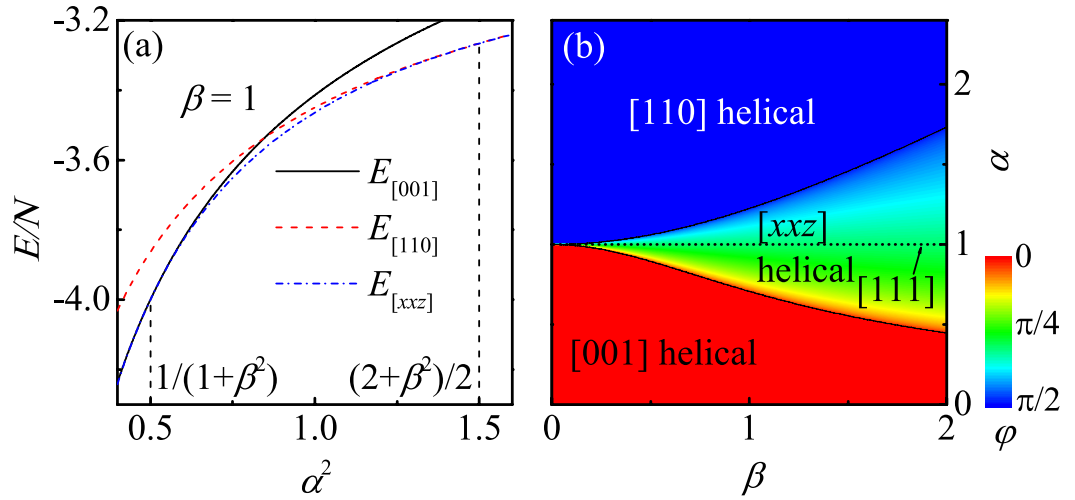 (a)
β = 1
E[001]
E[110]
E[xxz]
1/(1+β²)
(2+β²)/2
-3.2
-3.6
-4.0
E/N
0.5
1.0
1.5
α²
(b)
[110] helical
[xxz]
helical
[111]
[001] helical
2
1
0
α
0
1
2
β
0
π/4
π/2
φ